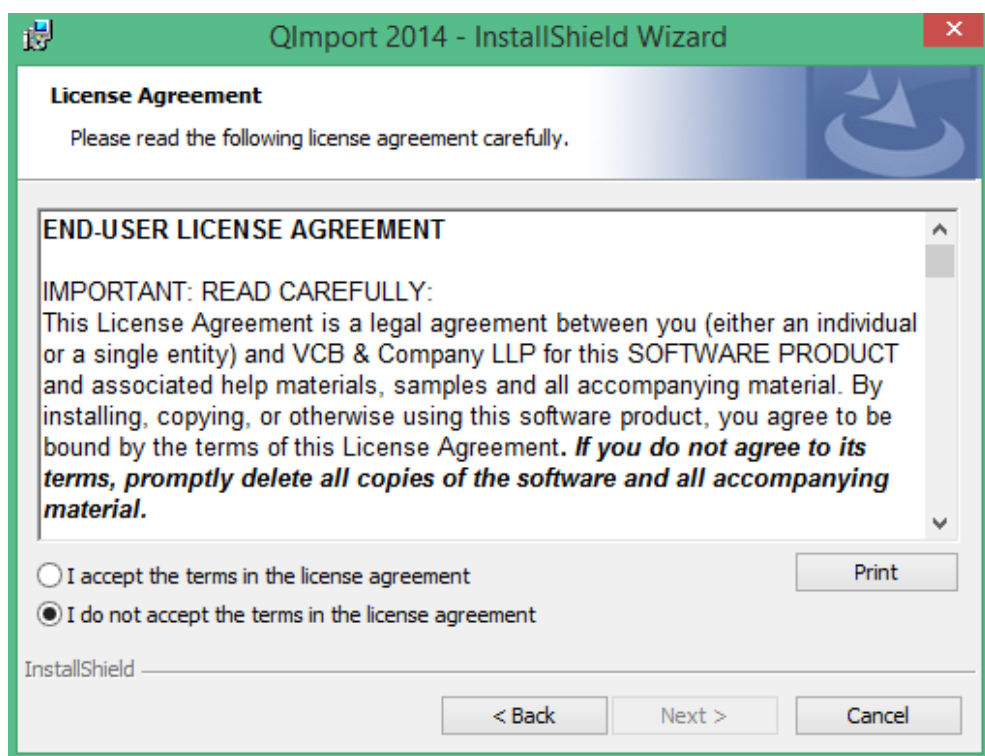 QImport 2014 - InstallShield Wizard
License Agreement
Please read the following license agreement carefully.
END-USER LICENSE AGREEMENT
IMPORTANT: READ CAREFULLY:
This License Agreement is a legal agreement between you (either an individual
or a single entity) and VCB & Company LLP for this SOFTWARE PRODUCT
and associated help materials, samples and all accompanying material. By
installing, copying, or otherwise using this software product, you agree to be
bound by the terms of this License Agreement. If you do not agree to its
terms, promptly delete all copies of the software and all accompanying
material.
I accept the terms in the license agreement
Print
I do not accept the terms in the license agreement
InstallShield
< Back
Next >
Cancel